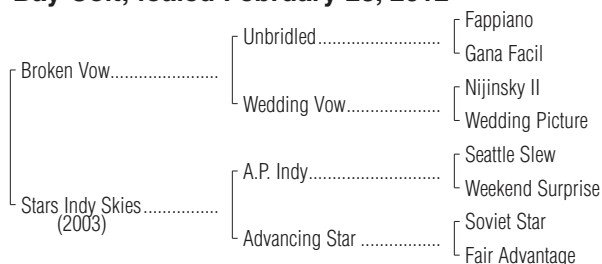 Bay Colt; foaled February 28, 2012
Fappiano
Unbridled
Gana Facil
Broken Vow
Nijinsky II
Wedding Vow
Wedding Picture
Seattle Slew
A.P. Indy
Weekend Surprise
Stars Indy Skies
(2003)
Soviet Star
Advancing Star
Fair Advantage